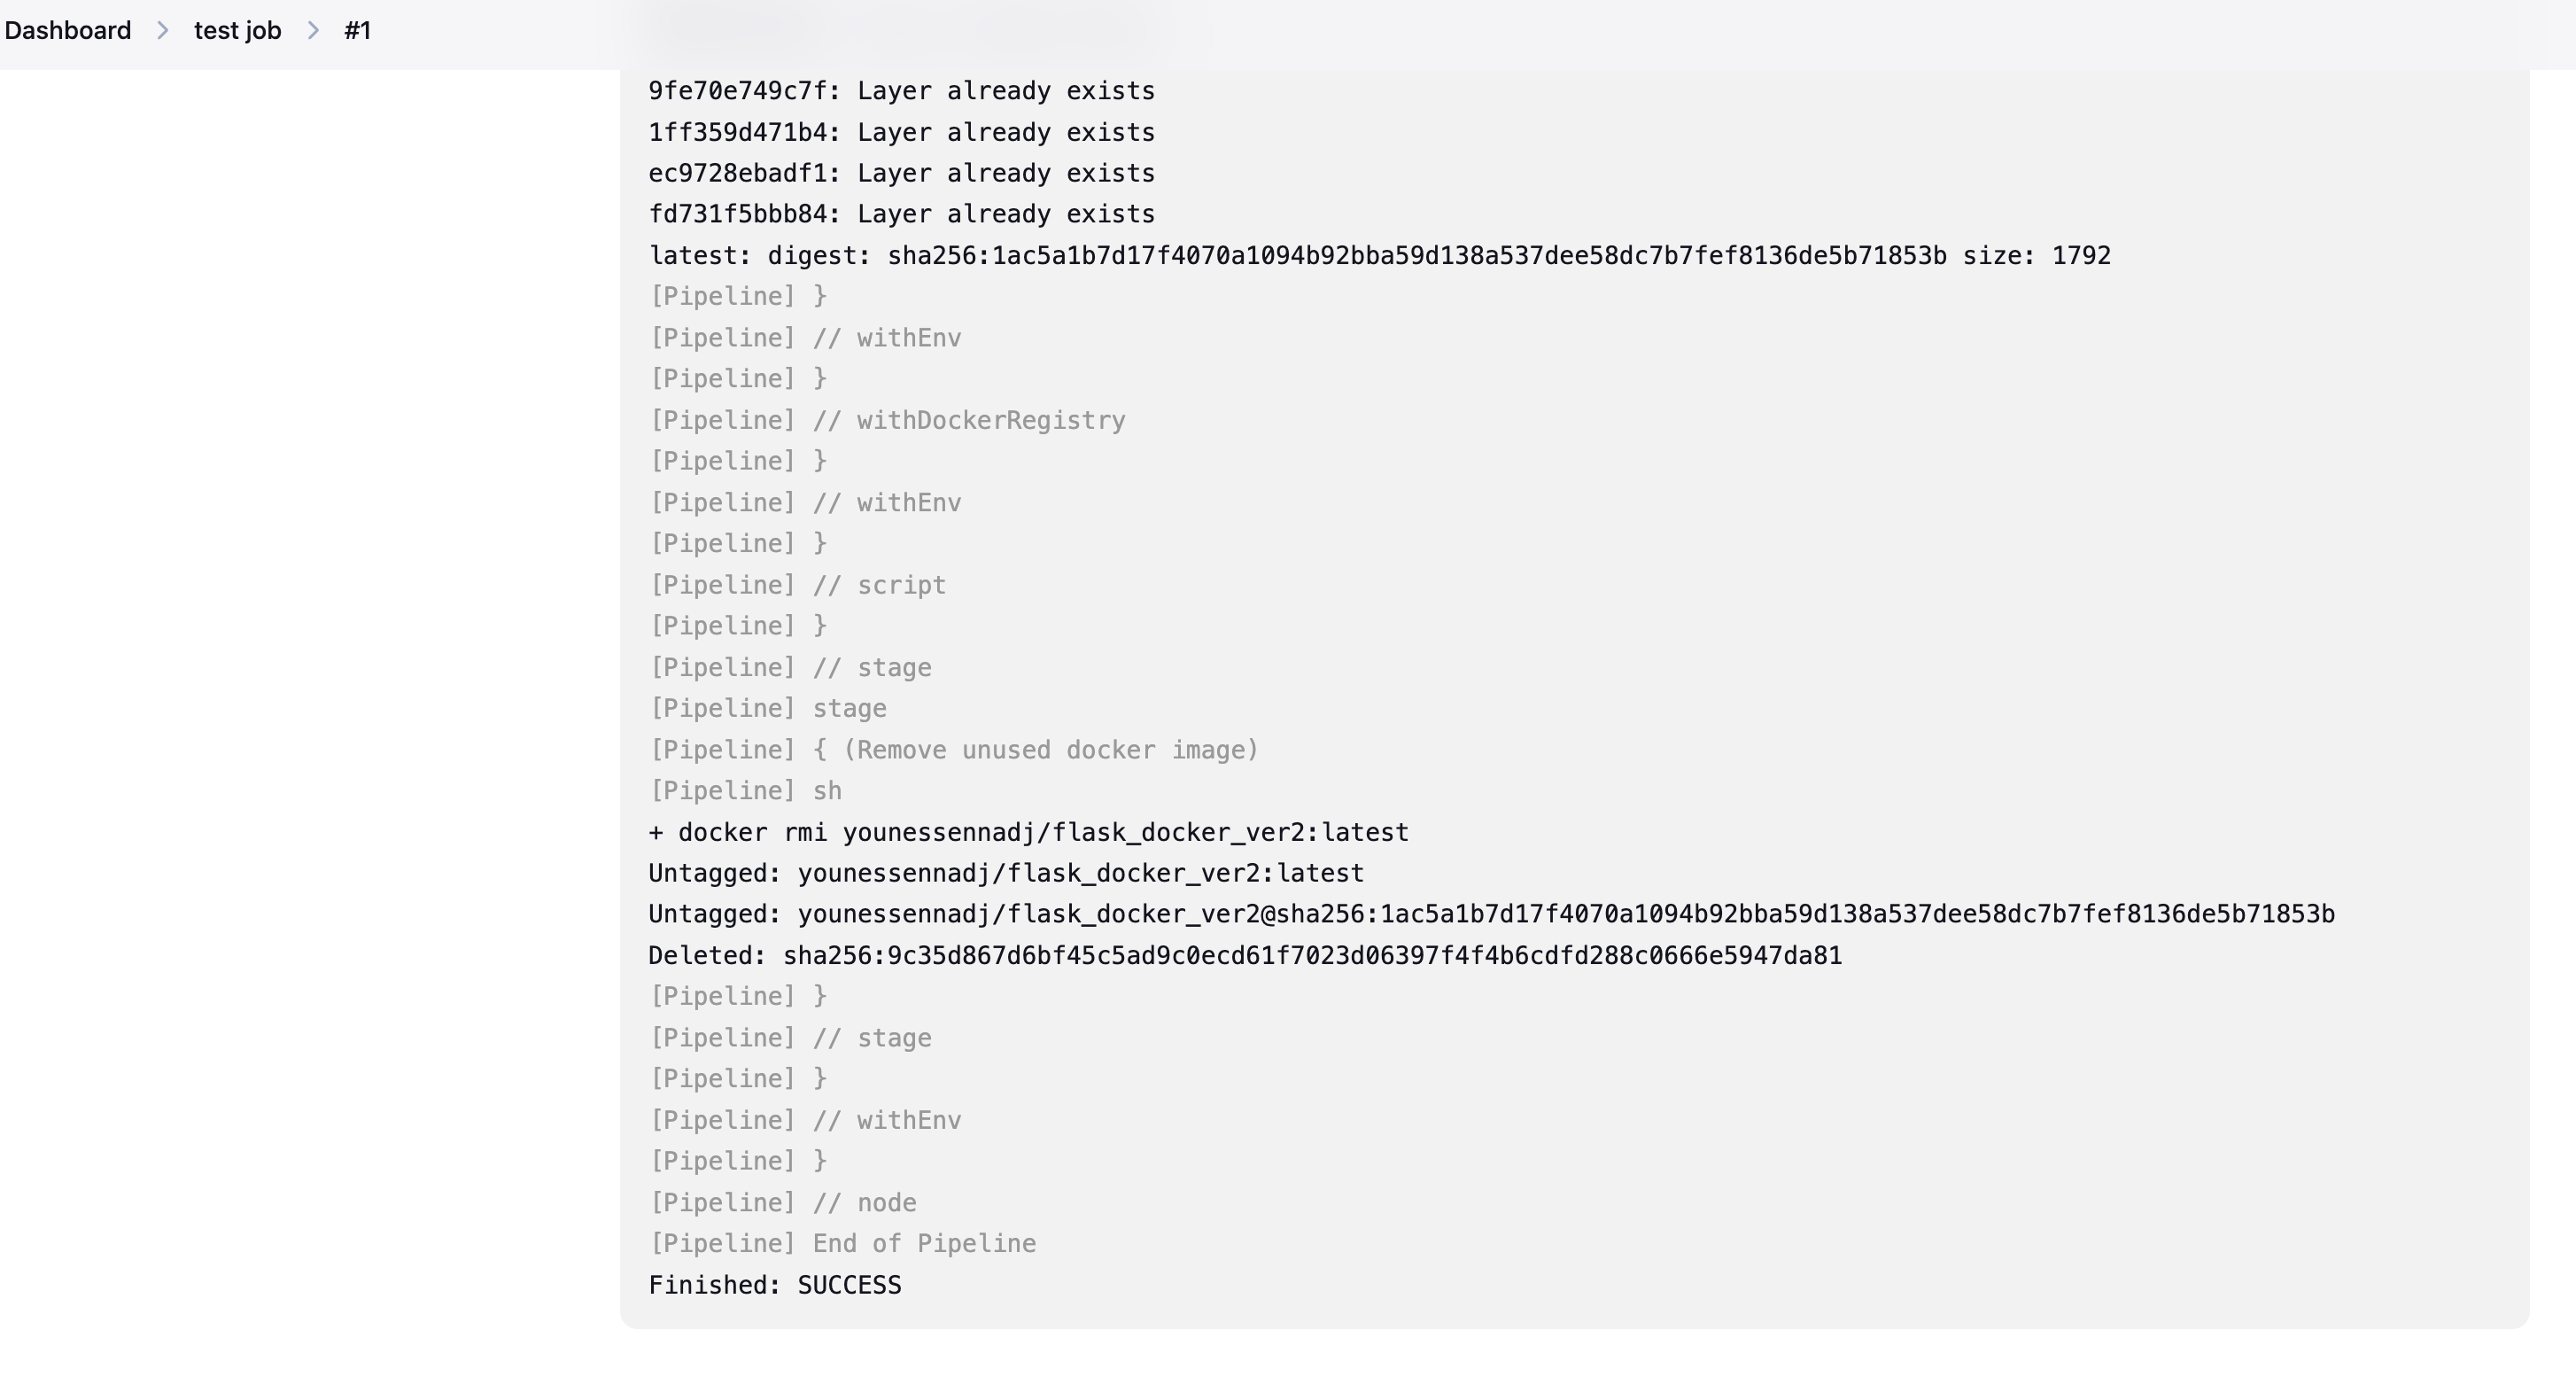 Dashboard > test job > #1
9fe70e749c7f: Layer already exists
1ff359d471b4: Layer already exists
ec9728ebadf1: Layer already exists
fd731f5bbb84: Layer already exists
latest: digest: sha256:1ac5a1b7d17f4070a1094b92bba59d138a537dee58dc7b7fef8136de5b71853b size: 1792
[Pipeline] }
[Pipeline] // withEnv
[Pipeline] }
[Pipeline] // withDockerRegistry
[Pipeline] }
[Pipeline] // withEnv
[Pipeline] }
[Pipeline] // script
[Pipeline] }
[Pipeline] // stage
[Pipeline] stage
[Pipeline] { (Remove unused docker image)
[Pipeline] sh
+ docker rmi younessennadj/flask_docker_ver2:latest
Untagged: younessennadj/flask_docker_ver2:latest
Untagged: younessennadj/flask_docker_ver2@sha256:1ac5a1b7d17f4070a1094b92bba59d138a537dee58dc7b7fef8136de5b71853b
Deleted: sha256:9c35d867d6bf45c5ad9c0ecd61f7023d06397f4f4b6cdfd288c0666e5947da81
[Pipeline] }
[Pipeline] // stage
[Pipeline] }
[Pipeline] // withEnv
[Pipeline] }
[Pipeline] // node
[Pipeline] End of Pipeline
Finished: SUCCESS